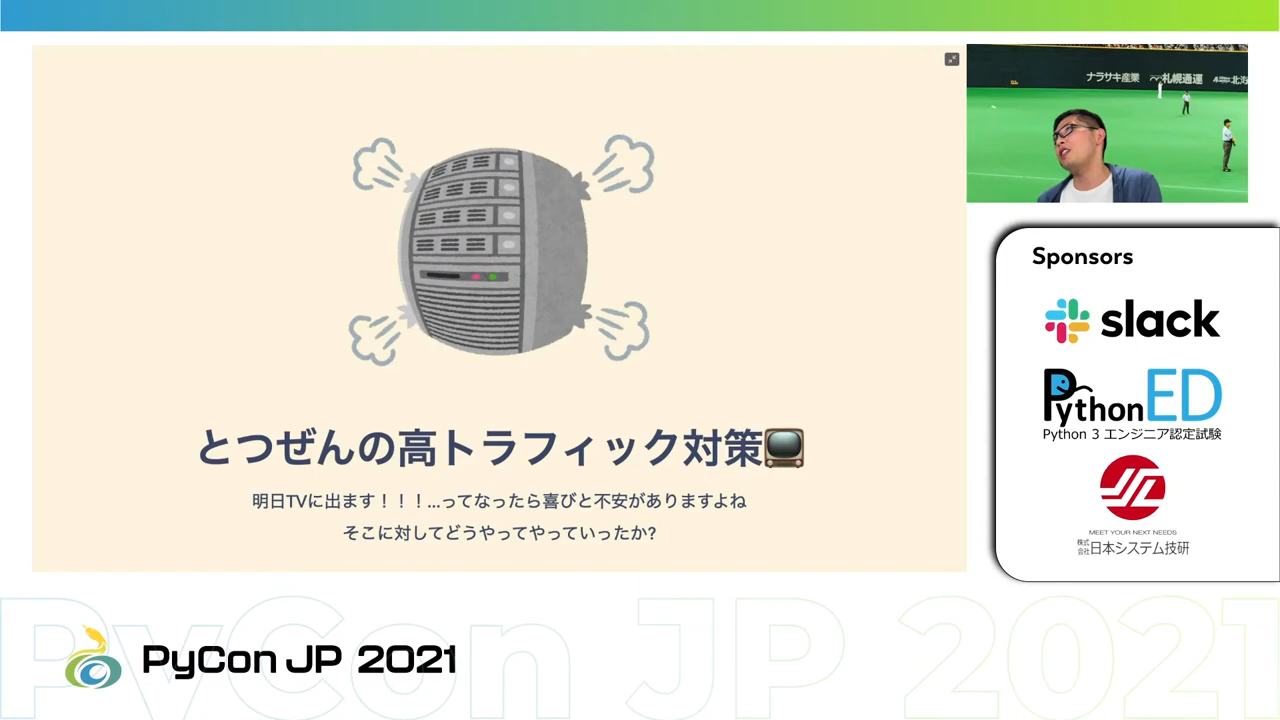 とつぜんの高トラフィック対策
明日TVに出ます！！！...ってなったら喜びと不安がありますよね
そこに対してどうやってやっていったか?
ナラサキ産業
札幌通運
Sponsors
slack
PythonED
Python 3 エンジニア認定試験
MEET YOUR NEXT NEEDS
株式会社日本システム技研
PyCon JP 2021
PyCon JP 2021